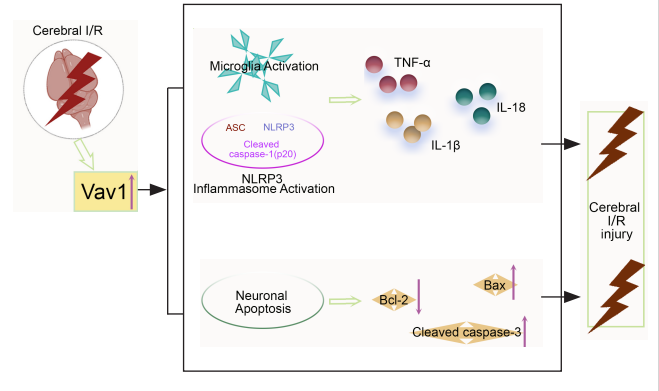 Cerebral I/R
Vav1
Microglia Activation
TNF-α
IL-18
IL-1β
ASC NLRP3
Cleaved
caspase-1(p20)
NLRP3
Inflammasome Activation
Neuronal
Apoptosis
Bcl-2
Bax
Cleaved caspase-3
Cerebral
I/R
injury